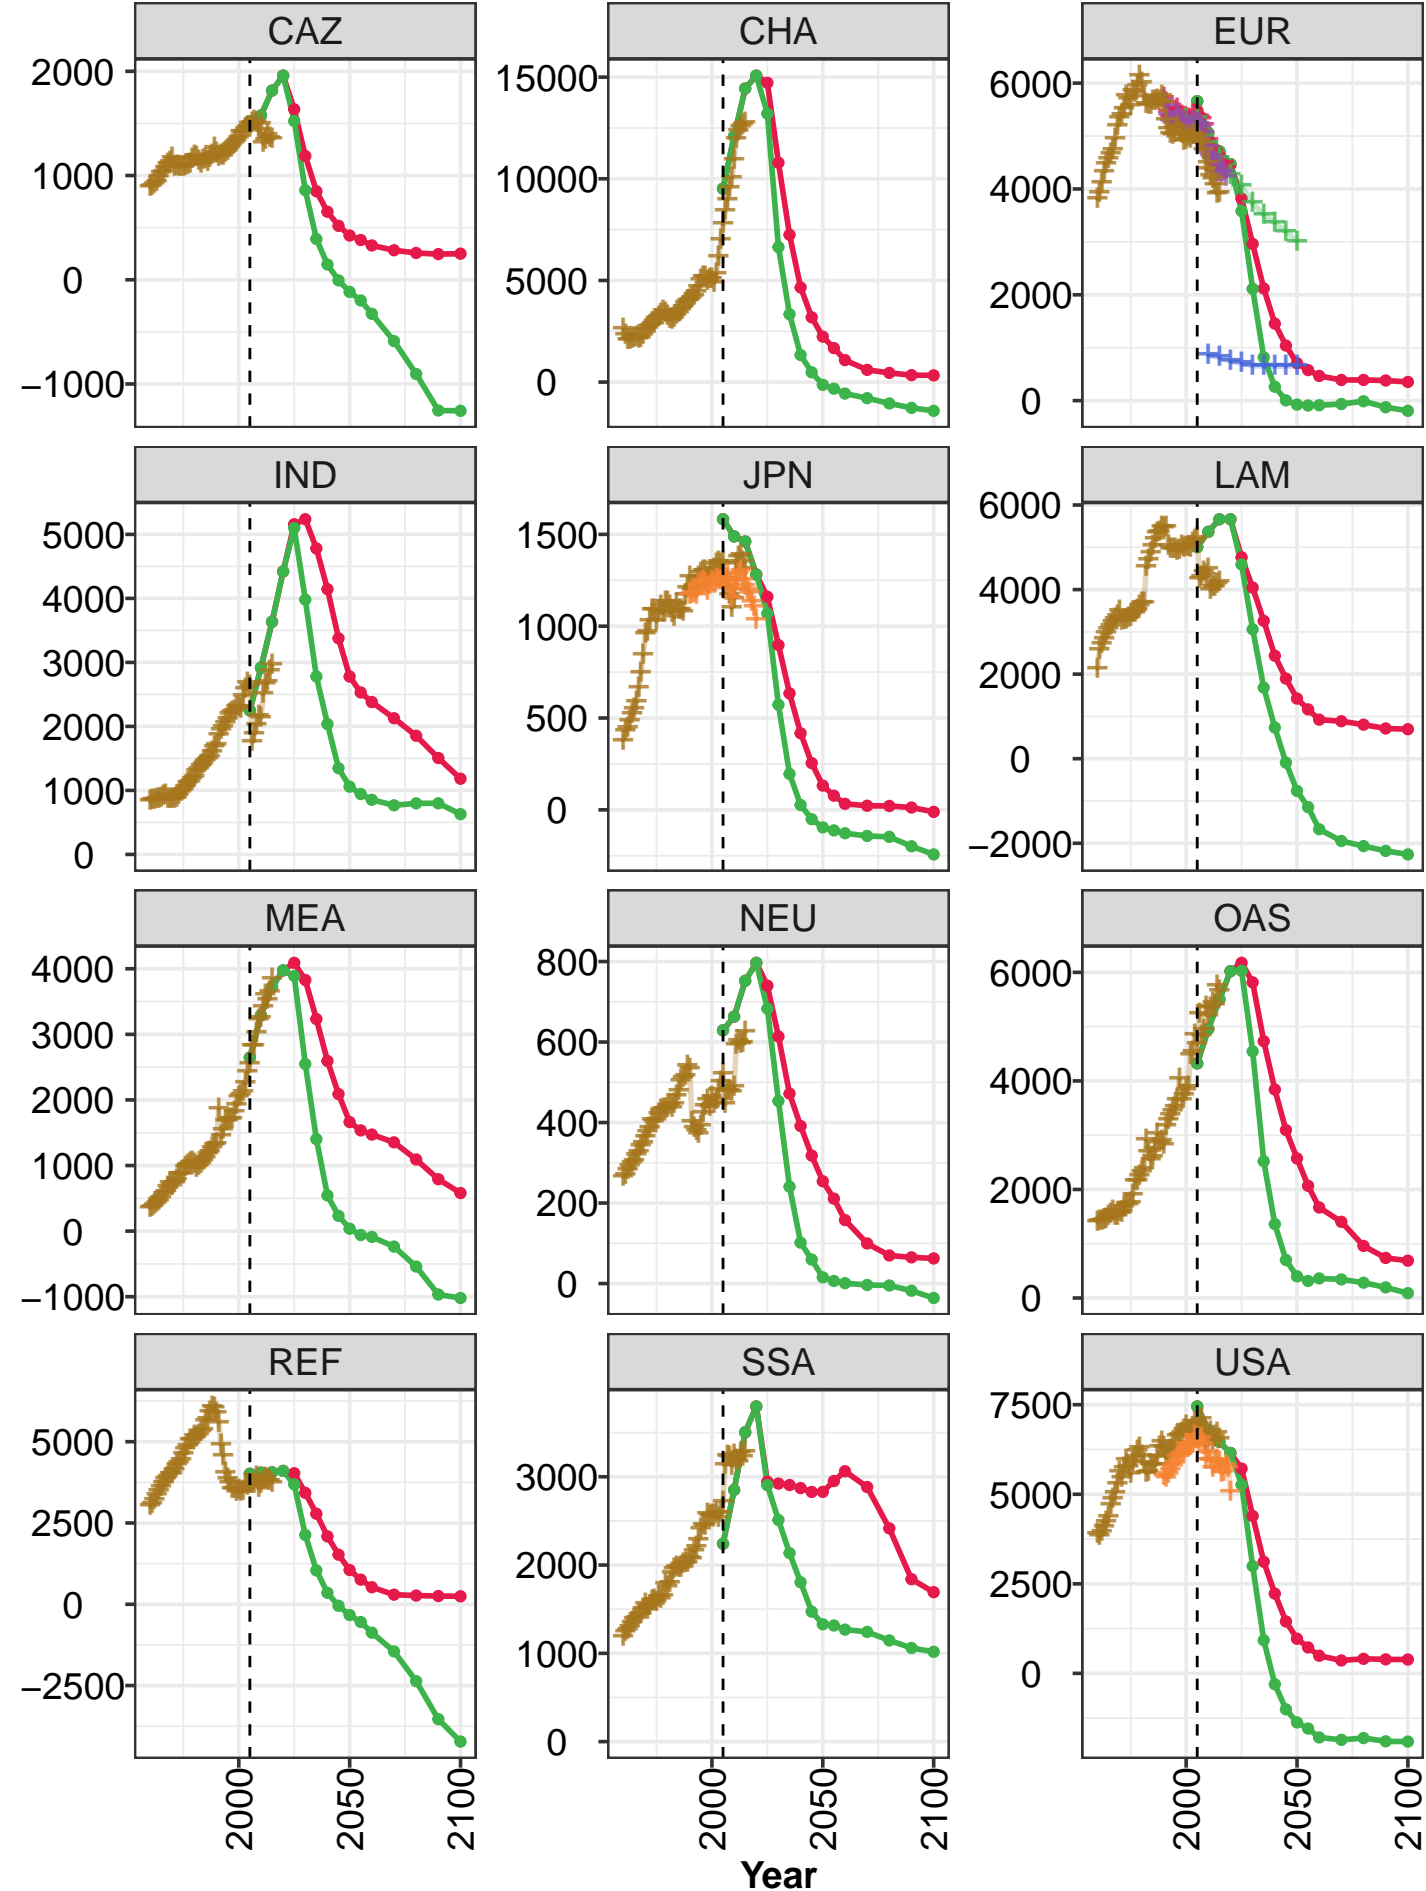 CAZ CHA EUR
2000 15000 6000
1000 10000 4000
0 5000 2000
−1000 0 0
IND JPN LAM
5000 1500 6000
4000 1000 4000
3000 500 2000
2000 0 0
1000 −2000
0
MEA NEU OAS
4000 800 6000
3000 600 4000
2000 400 2000
1000 200 0
0 0
−1000
REF SSA USA
5000 3000 7500
2500 2000 5000
0 1000 2500
−2500 0 0
2000 2050 2100 2000 2050 2100 2000 2050 2100
Year